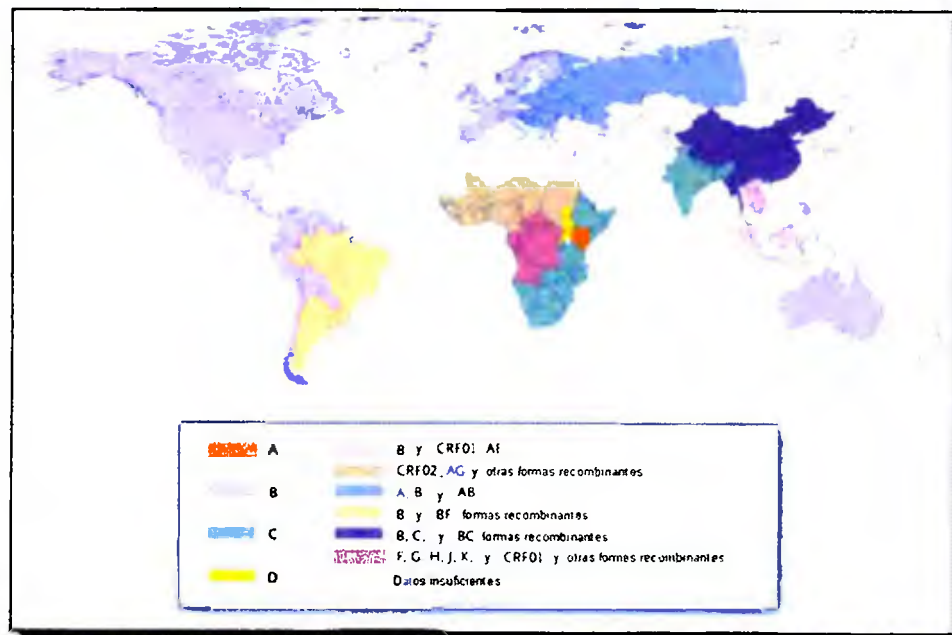 A
B
C
D
B y CRF01 AE
CRF02, AG y otras formas recombinantes
A, B y AB
B y BF formas recombinantes
B, C, y BC formas recombinantes
F, G, H, J, K, y CRF01 y otras formes recombinantes
Datos insuficientes